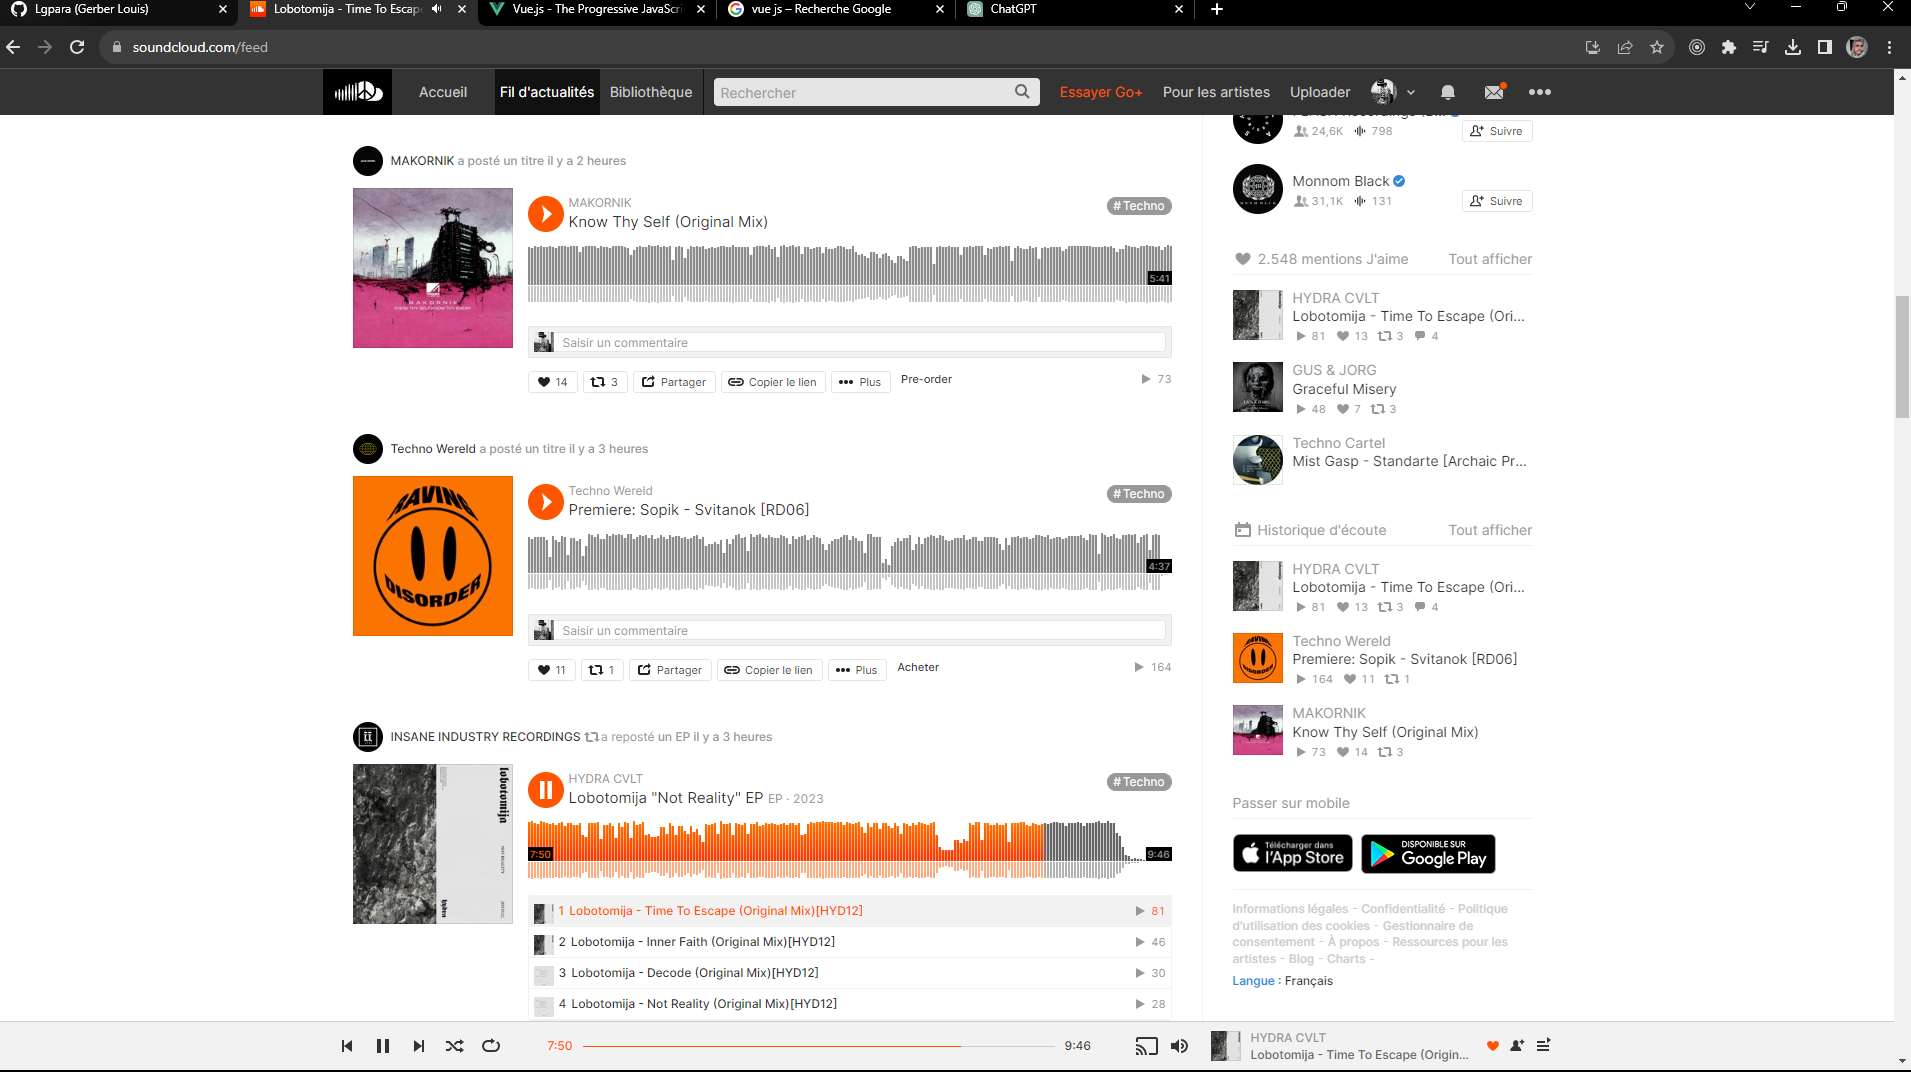 Lgpara (Gerber Louis)
Lobotomija - Time To Escape
Vue.js - The Progressive JavaScri
vue js – Recherche Google
ChatGPT
soundcloud.com/feed
Accueil
Fil d'actualités
Bibliothèque
Rechercher
Essayer Go+
Pour les artistes
Uploader
24,6K
798
Suivre
MAKORNIK a posté un titre il y a 2 heures
MAKORNIK
Know Thy Self (Original Mix)
# Techno
5:41
MAKORNIK
Saisir un commentaire
14
3
Partager
Copier le lien
Plus
Pre-order
73
Techno Wereld a posté un titre il y a 3 heures
RAVING
DISORDER
Techno Wereld
Premiere: Sopik - Svitanok [RD06]
# Techno
4:37
Saisir un commentaire
11
1
Partager
Copier le lien
Plus
Acheter
164
INSANE INDUSTRY RECORDINGS a reposté un EP il y a 3 heures
lobotomija
HYDRA CVLT
Lobotomija "Not Reality" EP EP · 2023
# Techno
7:50
9:46
1 Lobotomija - Time To Escape (Original Mix)[HYD12]
81
2 Lobotomija - Inner Faith (Original Mix)[HYD12]
46
3 Lobotomija - Decode (Original Mix)[HYD12]
30
4 Lobotomija - Not Reality (Original Mix)[HYD12]
28
Monnom Black
31,1K
131
Suivre
2.548 mentions J'aime
Tout afficher
HYDRA CVLT
Lobotomija - Time To Escape (Ori...
81
13
3
4
GUS & JORG
Graceful Misery
48
7
3
Techno Cartel
Mist Gasp - Standarte [Archaic Pr...
Historique d'écoute
Tout afficher
HYDRA CVLT
Lobotomija - Time To Escape (Ori...
81
13
3
4
Techno Wereld
Premiere: Sopik - Svitanok [RD06]
164
11
1
MAKORNIK
Know Thy Self (Original Mix)
73
14
3
Passer sur mobile
Télécharger dans
l'App Store
DISPONIBLE SUR
Google Play
Informations légales - Confidentialité - Politique
d'utilisation des cookies - Gestionnaire de
consentement - À propos - Ressources pour les
artistes - Blog - Charts -
Langue : Français
7:50
9:46
HYDRA CVLT
Lobotomija - Time To Escape (Origin...